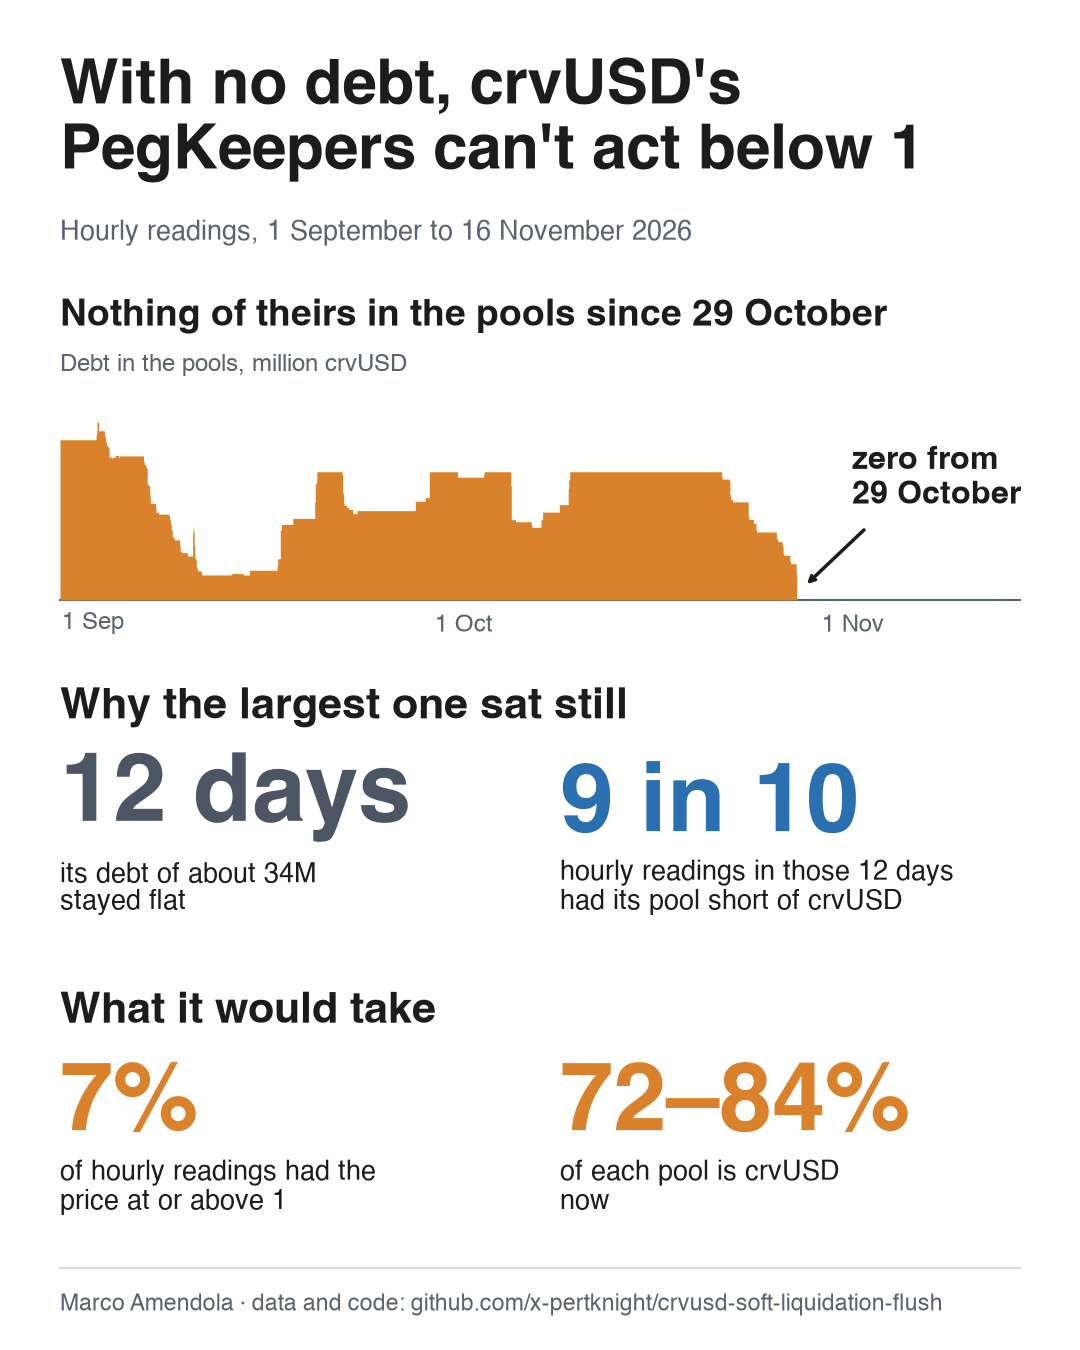 With no debt, crvUSD's
PegKeepers can't act below 1
Hourly readings, 1 September to 16 November 2026
Nothing of theirs in the pools since 29 October
Debt in the pools, million crvUSD
zero from
29 October
1 Sep
1 Oct
1 Nov
Why the largest one sat still
12 days
its debt of about 34M
stayed flat
9 in 10
hourly readings in those 12 days
had its pool short of crvUSD
What it would take
7%
of hourly readings had the
price at or above 1
72–84%
of each pool is crvUSD
now
Marco Amendola · data and code: github.com/x-pertknight/crvusd-soft-liquidation-flush